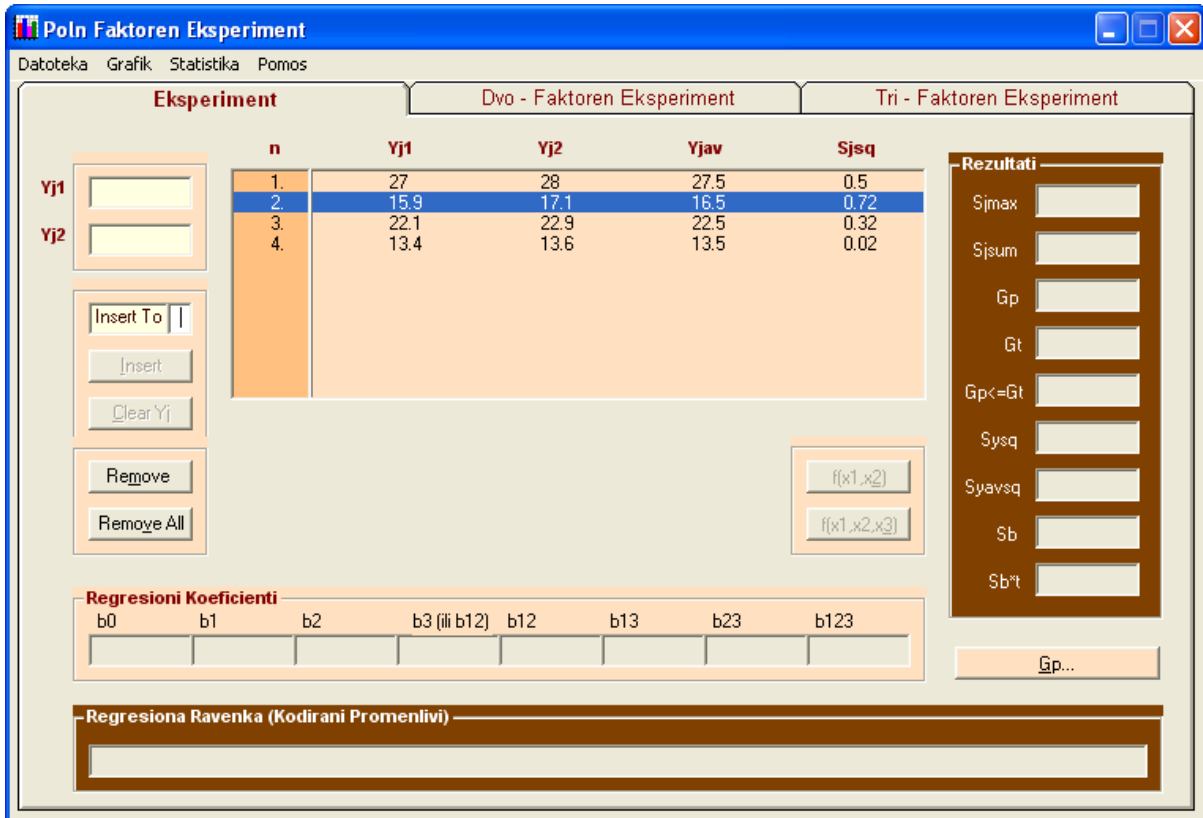 Poln Faktoren Eksperiment
Datoteka Grafik Statistika Pomos
Eksperiment
Dvo - Faktoren Eksperiment
Tri - Faktoren Eksperiment
Yj1
Yj2
Insert To
Insert
Clear Yj
Remove
Remove All
n Yj1 Yj2 Yjav Sjsq
1. 27 28 27.5 0.5
2. 15.9 17.1 16.5 0.72
3. 22.1 22.9 22.5 0.32
4. 13.4 13.6 13.5 0.02
f(x1,x2)
f(x1,x2,x3)
Rezultati
Sjmax
Sjsum
Gp
Gt
Gp<=Gt
Sysq
Syavsq
Sb
Sb*t
Gp...
Regresioni Koeficienti
b0 b1 b2 b3 (ili b12) b12 b13 b23 b123
Regresiona Ravenka (Kodirani Promenlivi)